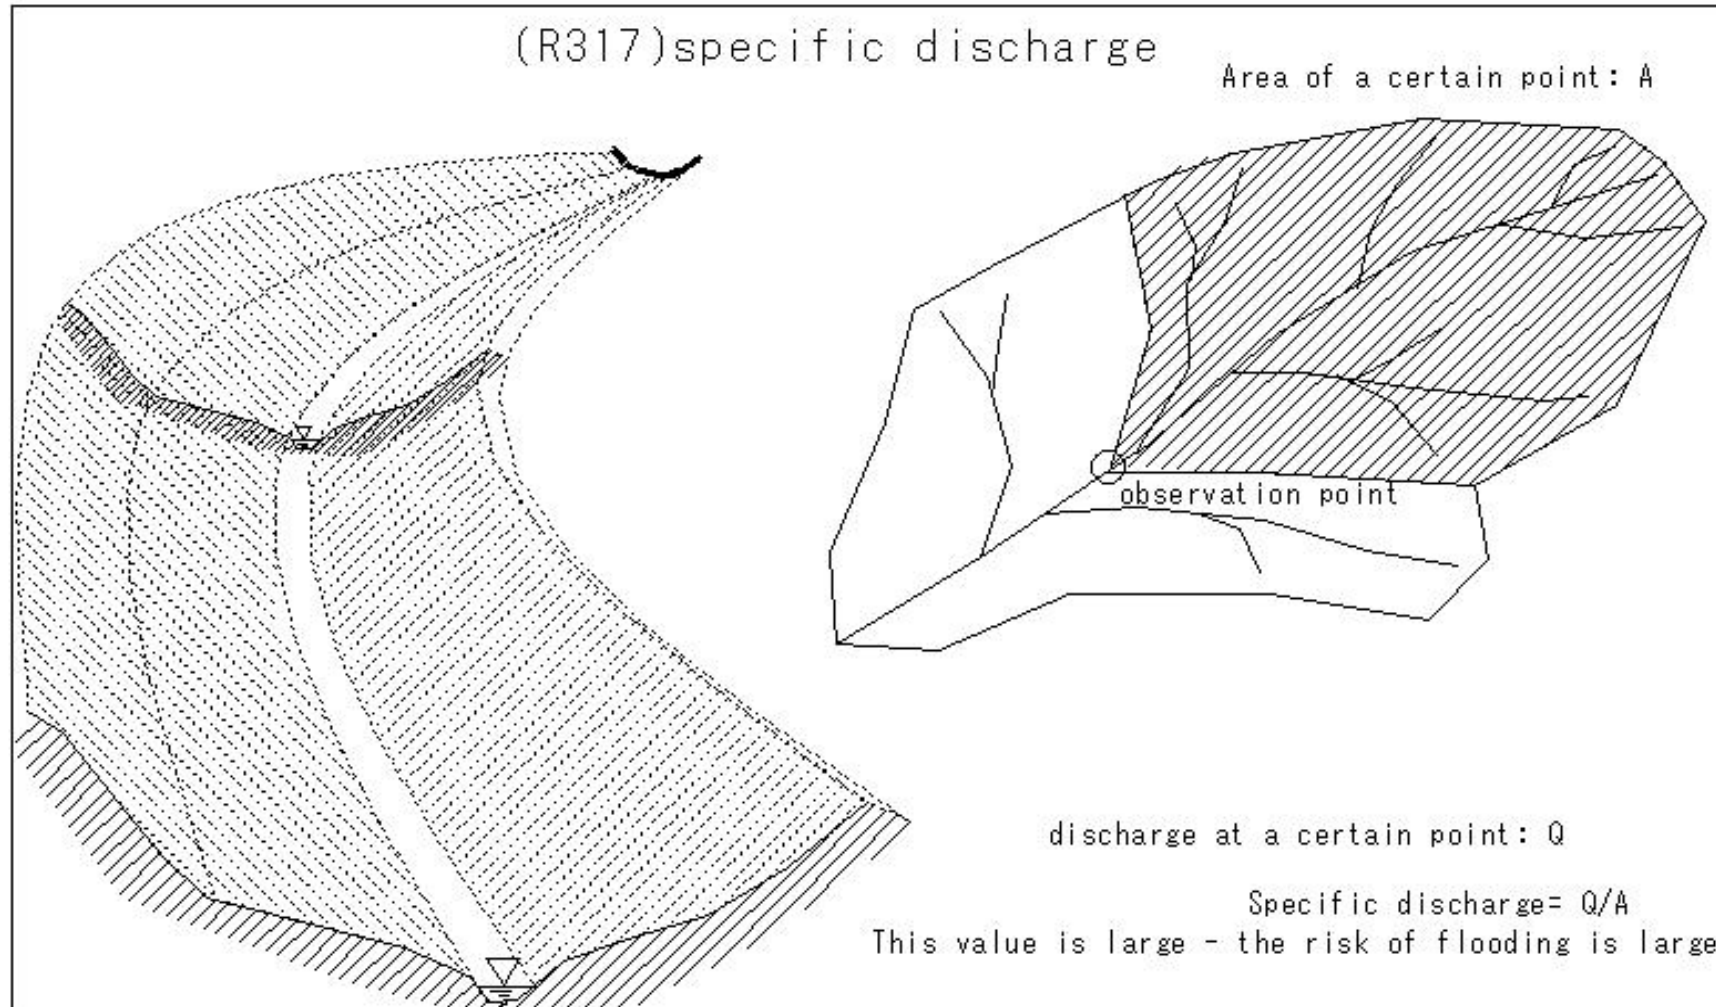 (R317)specific discharge
Area of a certain point: A
observation point
discharge at a certain point: Q
Specific discharge= Q/A
This value is large - the risk of flooding is large